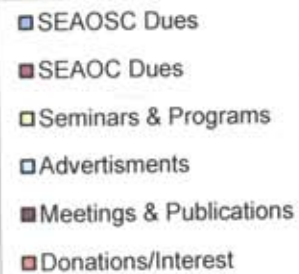 SEAOSC Dues
SEAOC Dues
Seminars & Programs
Advertisments
Meetings & Publications
Donations/Interest